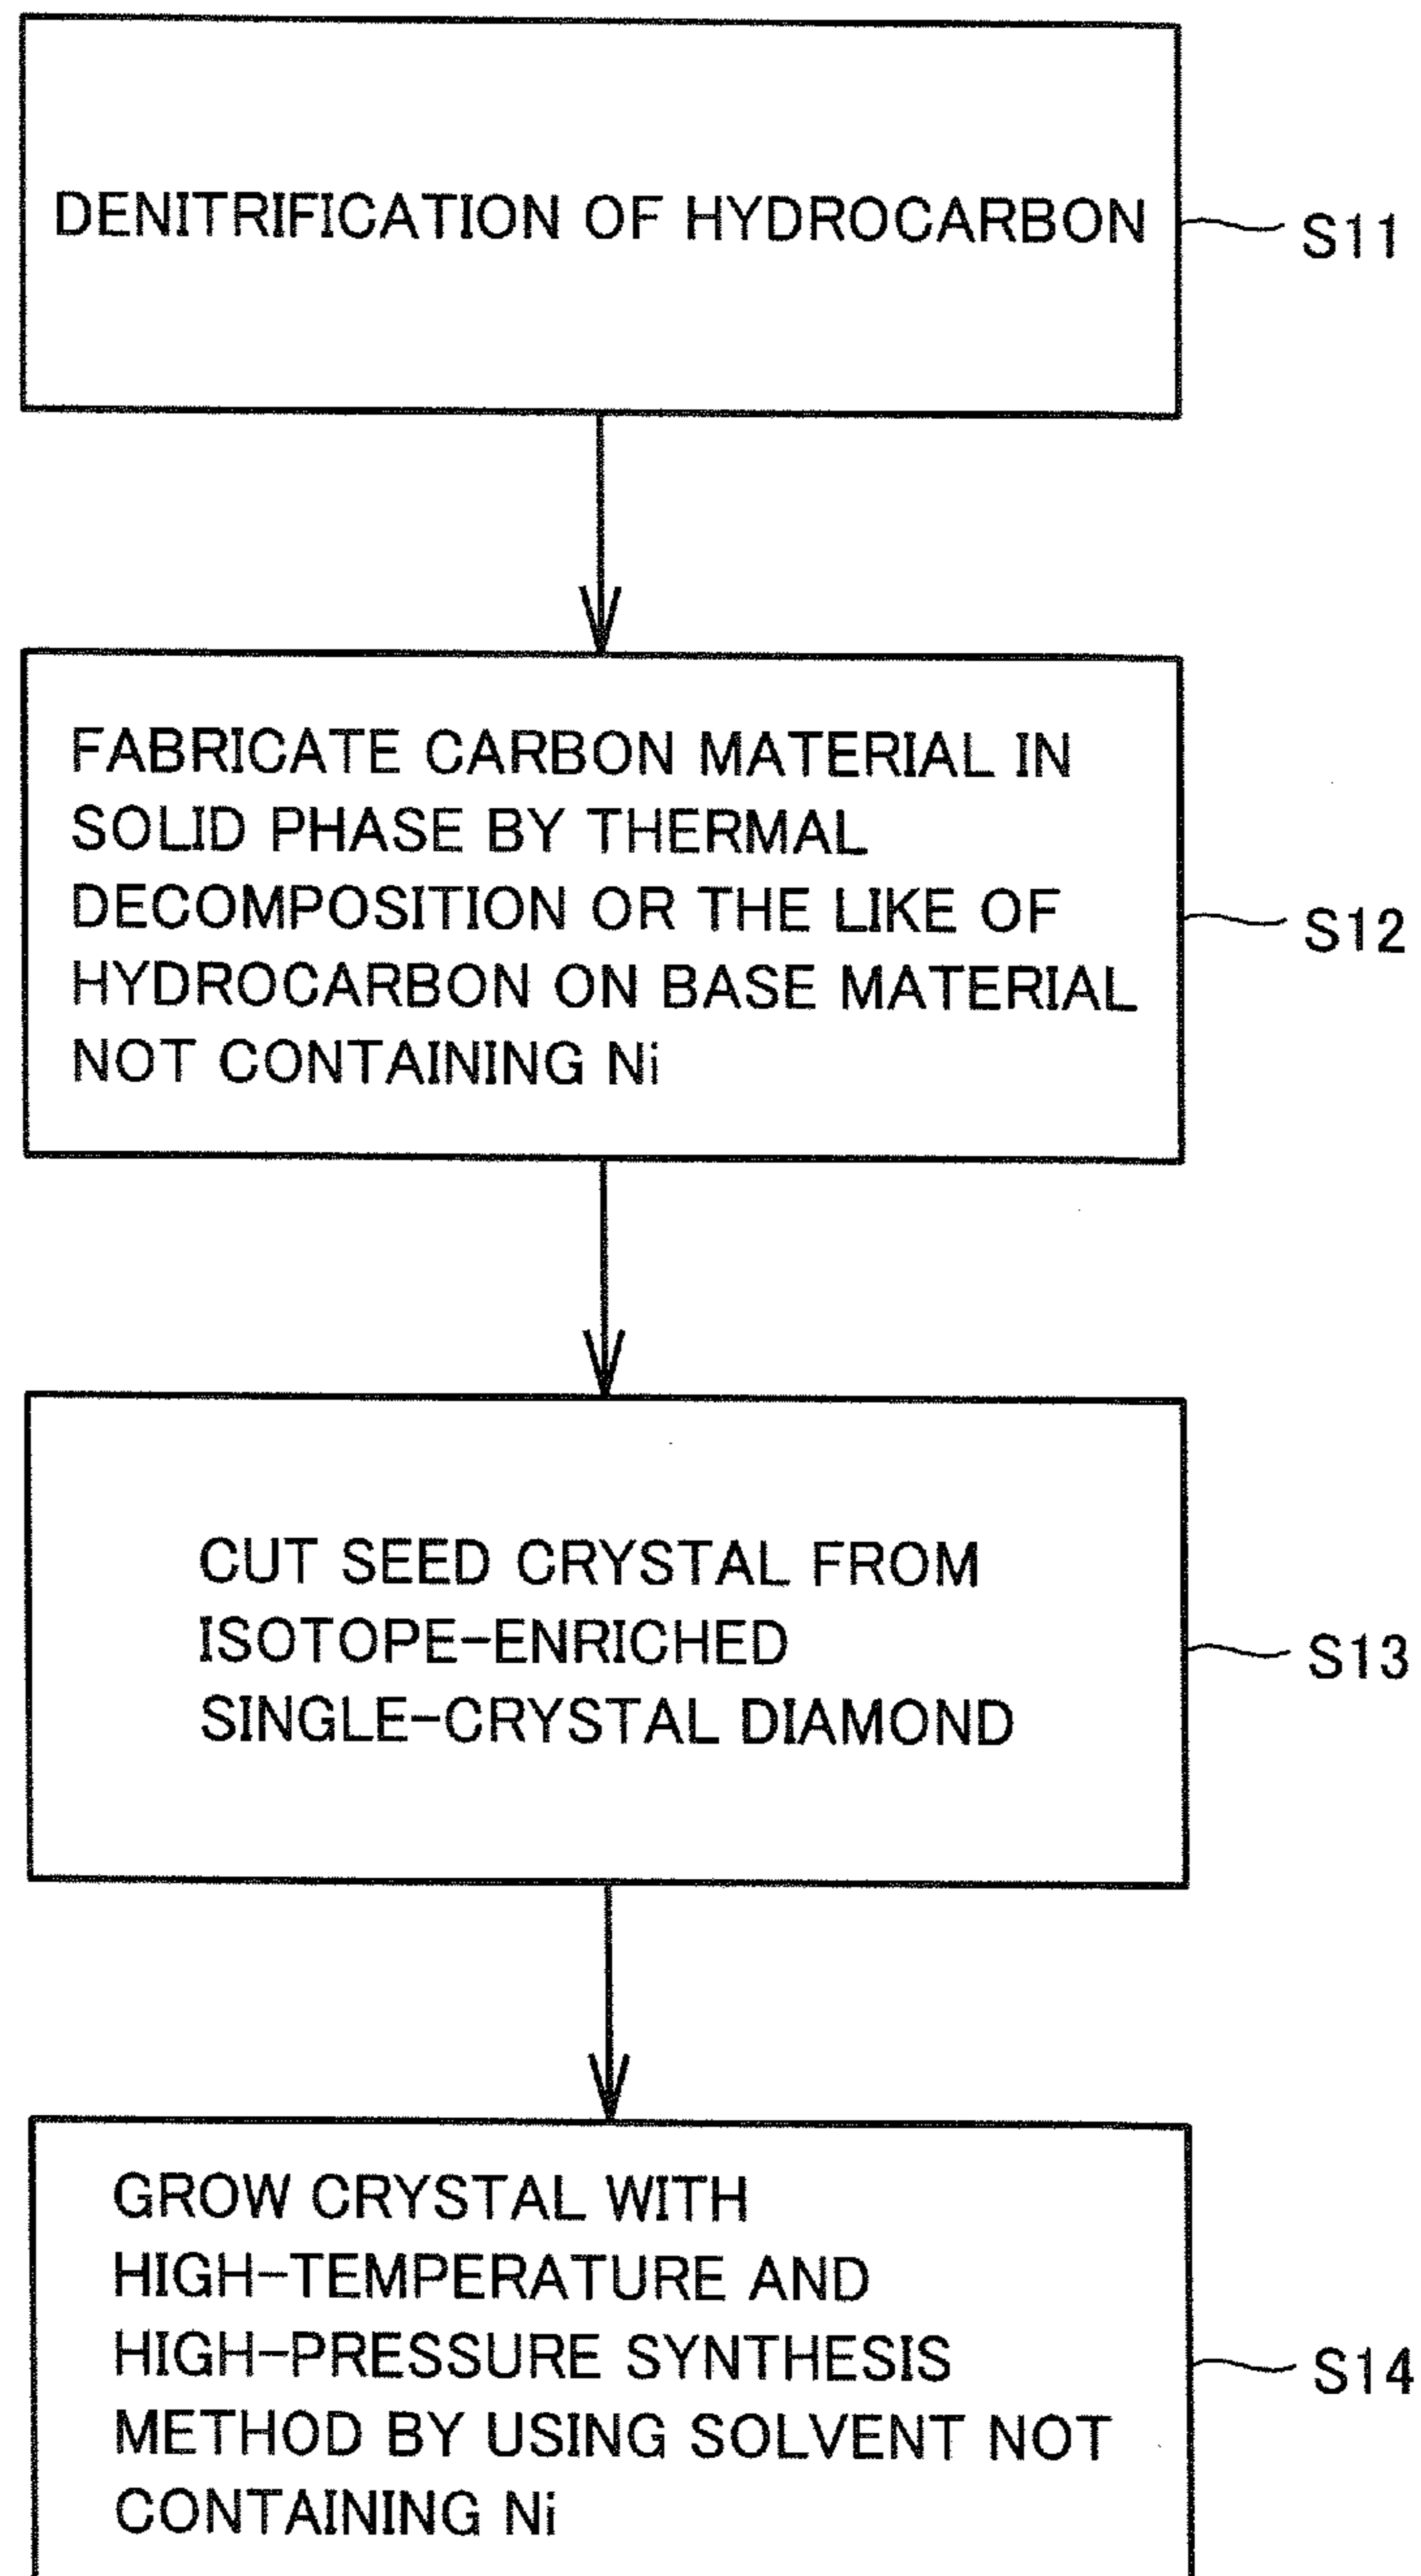 DENITRIFICATION OF HYDROCARBON
S11
FABRICATE CARBON MATERIAL IN
SOLID PHASE BY THERMAL
DECOMPOSITION OR THE LIKE OF
HYDROCARBON ON BASE MATERIAL
NOT CONTAINING Ni
S12
CUT SEED CRYSTAL FROM
ISOTOPE-ENRICHED
SINGLE-CRYSTAL DIAMOND
S13
GROW CRYSTAL WITH
HIGH-TEMPERATURE AND
HIGH-PRESSURE SYNTHESIS
METHOD BY USING SOLVENT NOT
CONTAINING Ni
S14